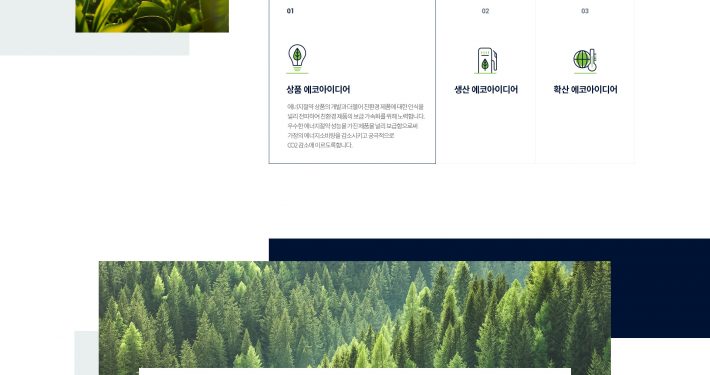 01
02
03
상품 에코아이디어
생산 에코아이디어
확산 에코아이디어
에너지절약 상품의 개발과 더불어 친환경 제품에 대한 인식을
널리 전파하여 친환경 제품의 보급 가속화를 위해 노력합니다.
우수한 에너지절약 성능을 가진 제품을 널리 보급함으로써
가정의 에너지소비량을 감소시키고 궁극적으로
CO2 감소에 이르도록합니다.